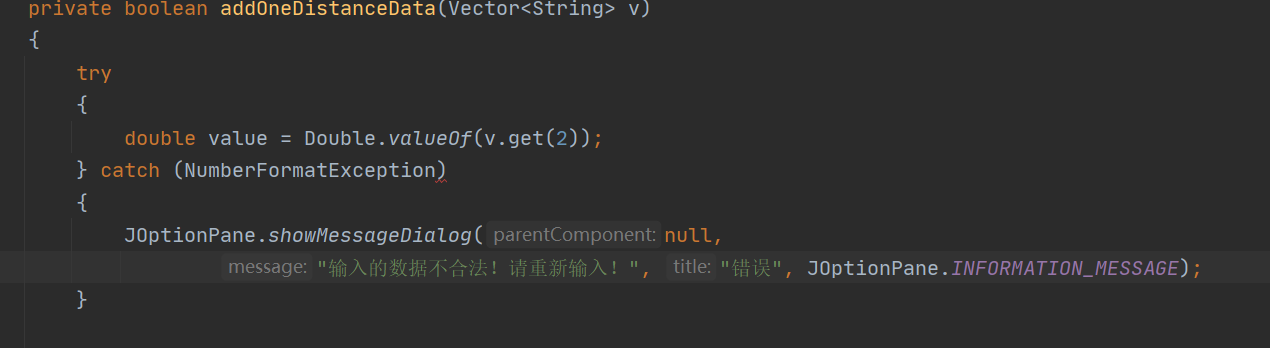 private boolean addOneDistanceData(Vector<String> v)
{
try
{
double value = Double.valueOf(v.get(2));
} catch (NumberFormatException)
{
JOptionPane.showMessageDialog( parentComponent: null,
message: "输入的数据不合法！请重新输入！", title: "错误", JOptionPane.INFORMATION_MESSAGE);
}